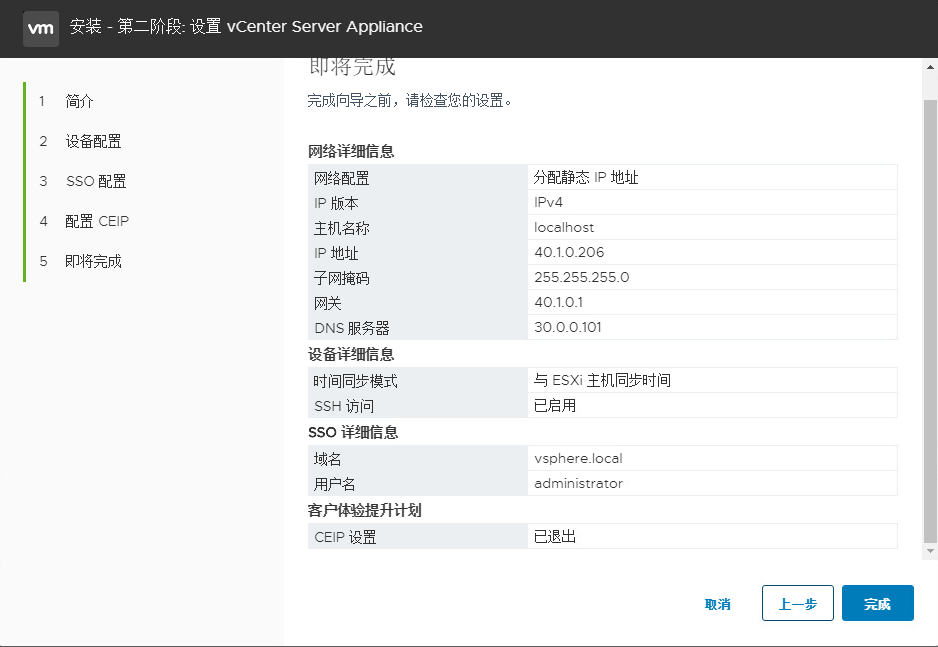 vm 安装 - 第二阶段: 设置 vCenter Server Appliance
1 简介
2 设备配置
3 SSO 配置
4 配置 CEIP
5 即将完成
即将完成
完成向导之前，请检查您的设置。
网络详细信息
网络配置 分配静态 IP 地址
IP 版本 IPv4
主机名称 localhost
IP 地址 40.1.0.206
子网掩码 255.255.255.0
网关 40.1.0.1
DNS 服务器 30.0.0.101
设备详细信息
时间同步模式 与 ESXi 主机同步时间
SSH 访问 已启用
SSO 详细信息
域名 vsphere.local
用户名 administrator
客户体验提升计划
CEIP 设置 已退出
取消 上一步 完成